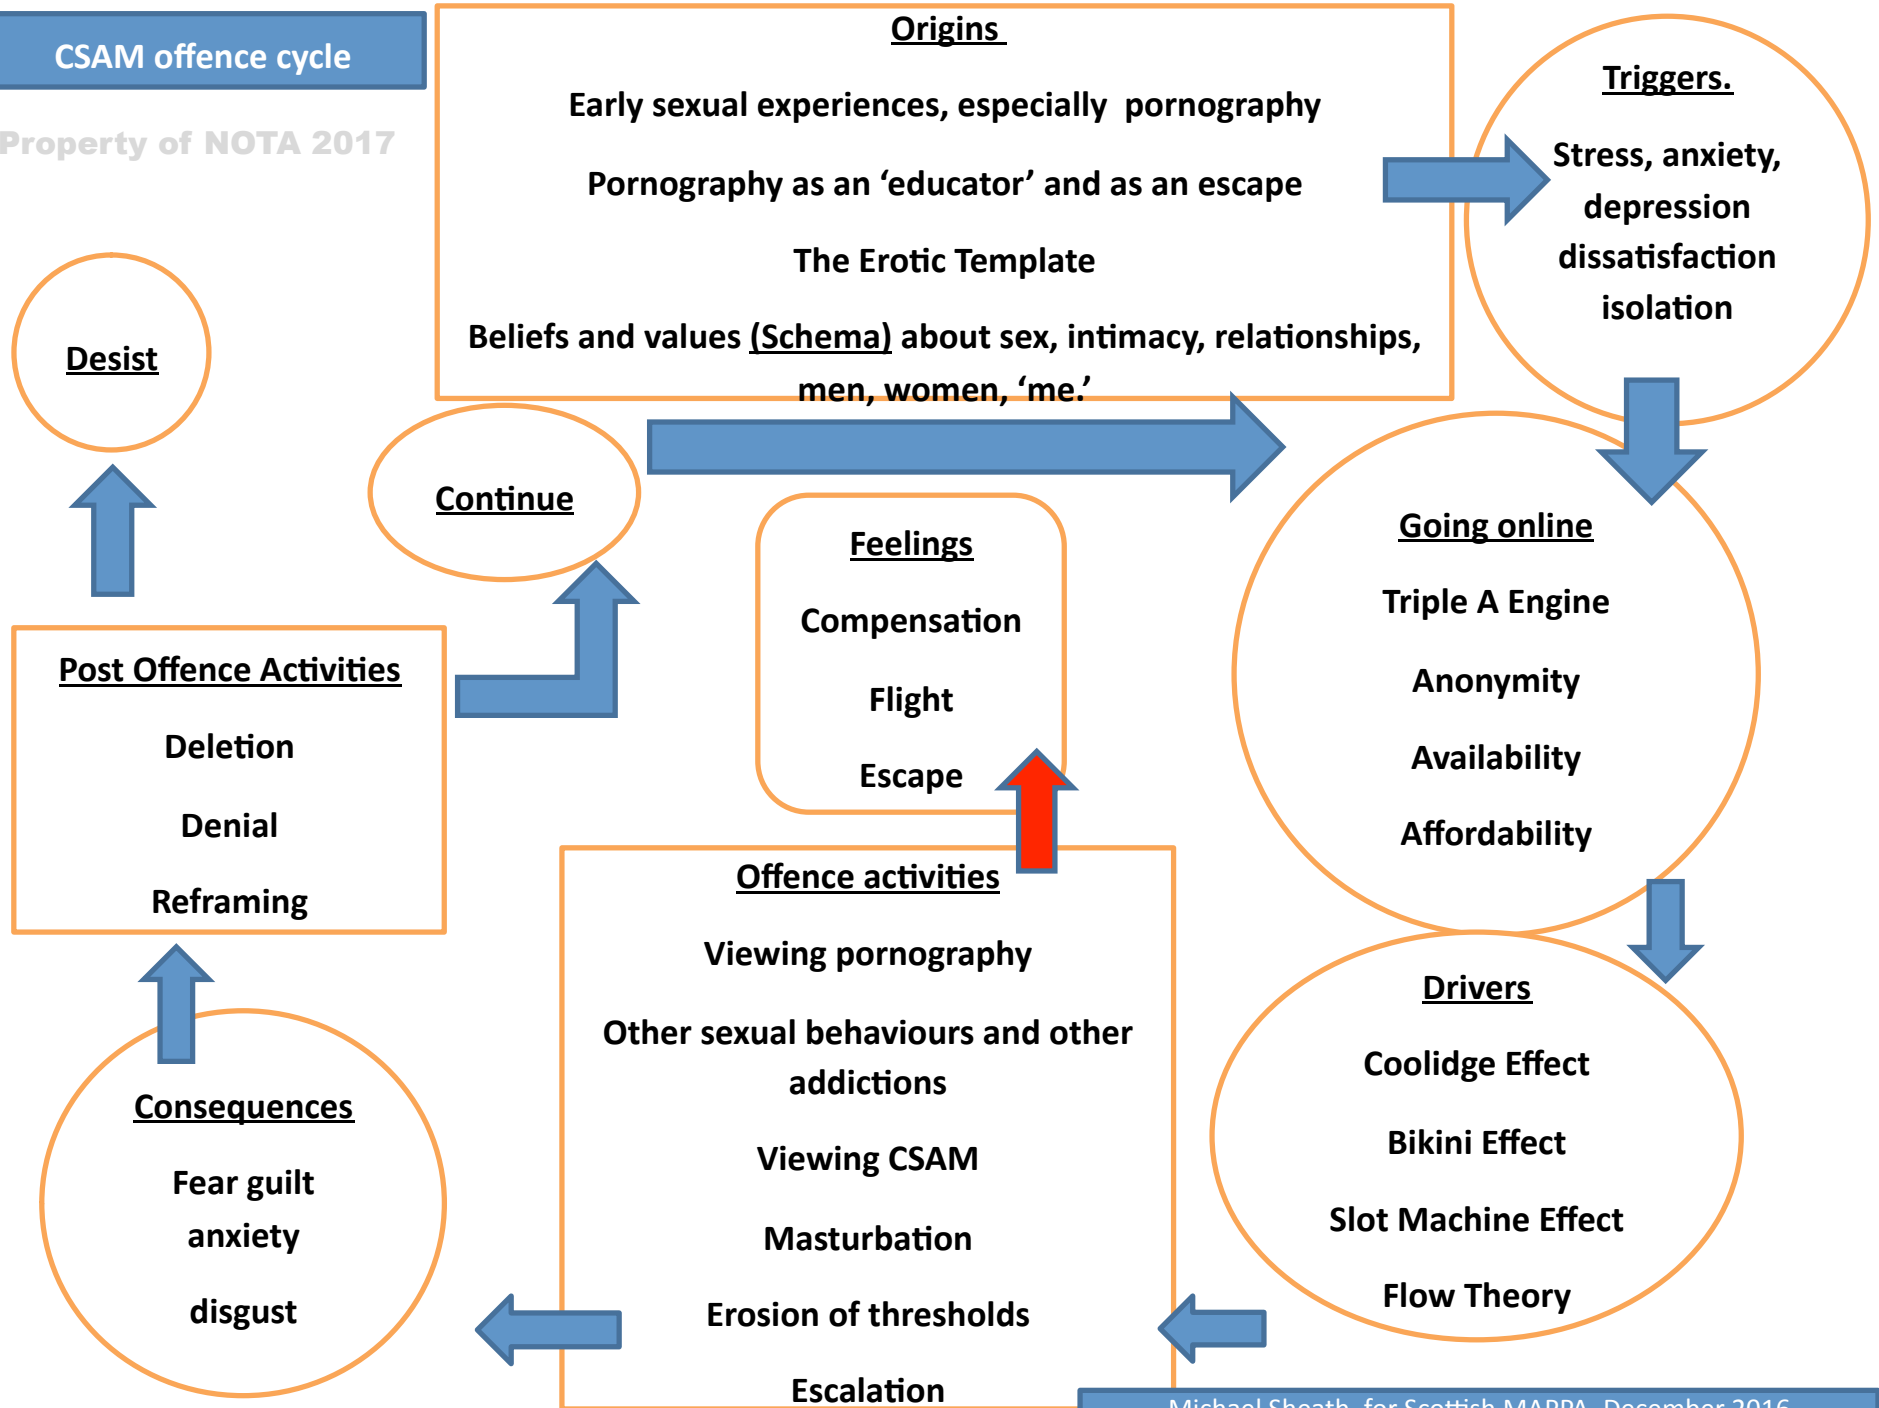 CSAM offence cycle
Property of NOTA 2017
Origins
Early sexual experiences, especially pornography
Pornography as an ‘educator’ and as an escape
The Erotic Template
Beliefs and values (Schema) about sex, intimacy, relationships,
men, women, ‘me.’
Triggers.
Stress, anxiety,
depression
dissatisfaction
isolation
Going online
Triple A Engine
Anonymity
Availability
Affordability
Drivers
Coolidge Effect
Bikini Effect
Slot Machine Effect
Flow Theory
Offence activities
Viewing pornography
Other sexual behaviours and other
addictions
Viewing CSAM
Masturbation
Erosion of thresholds
Escalation
Feelings
Compensation
Flight
Escape
Consequences
Fear guilt
anxiety
disgust
Post Offence Activities
Deletion
Denial
Reframing
Desist
Continue
Michael Sheath, for Scottish MAPPA, December 2016